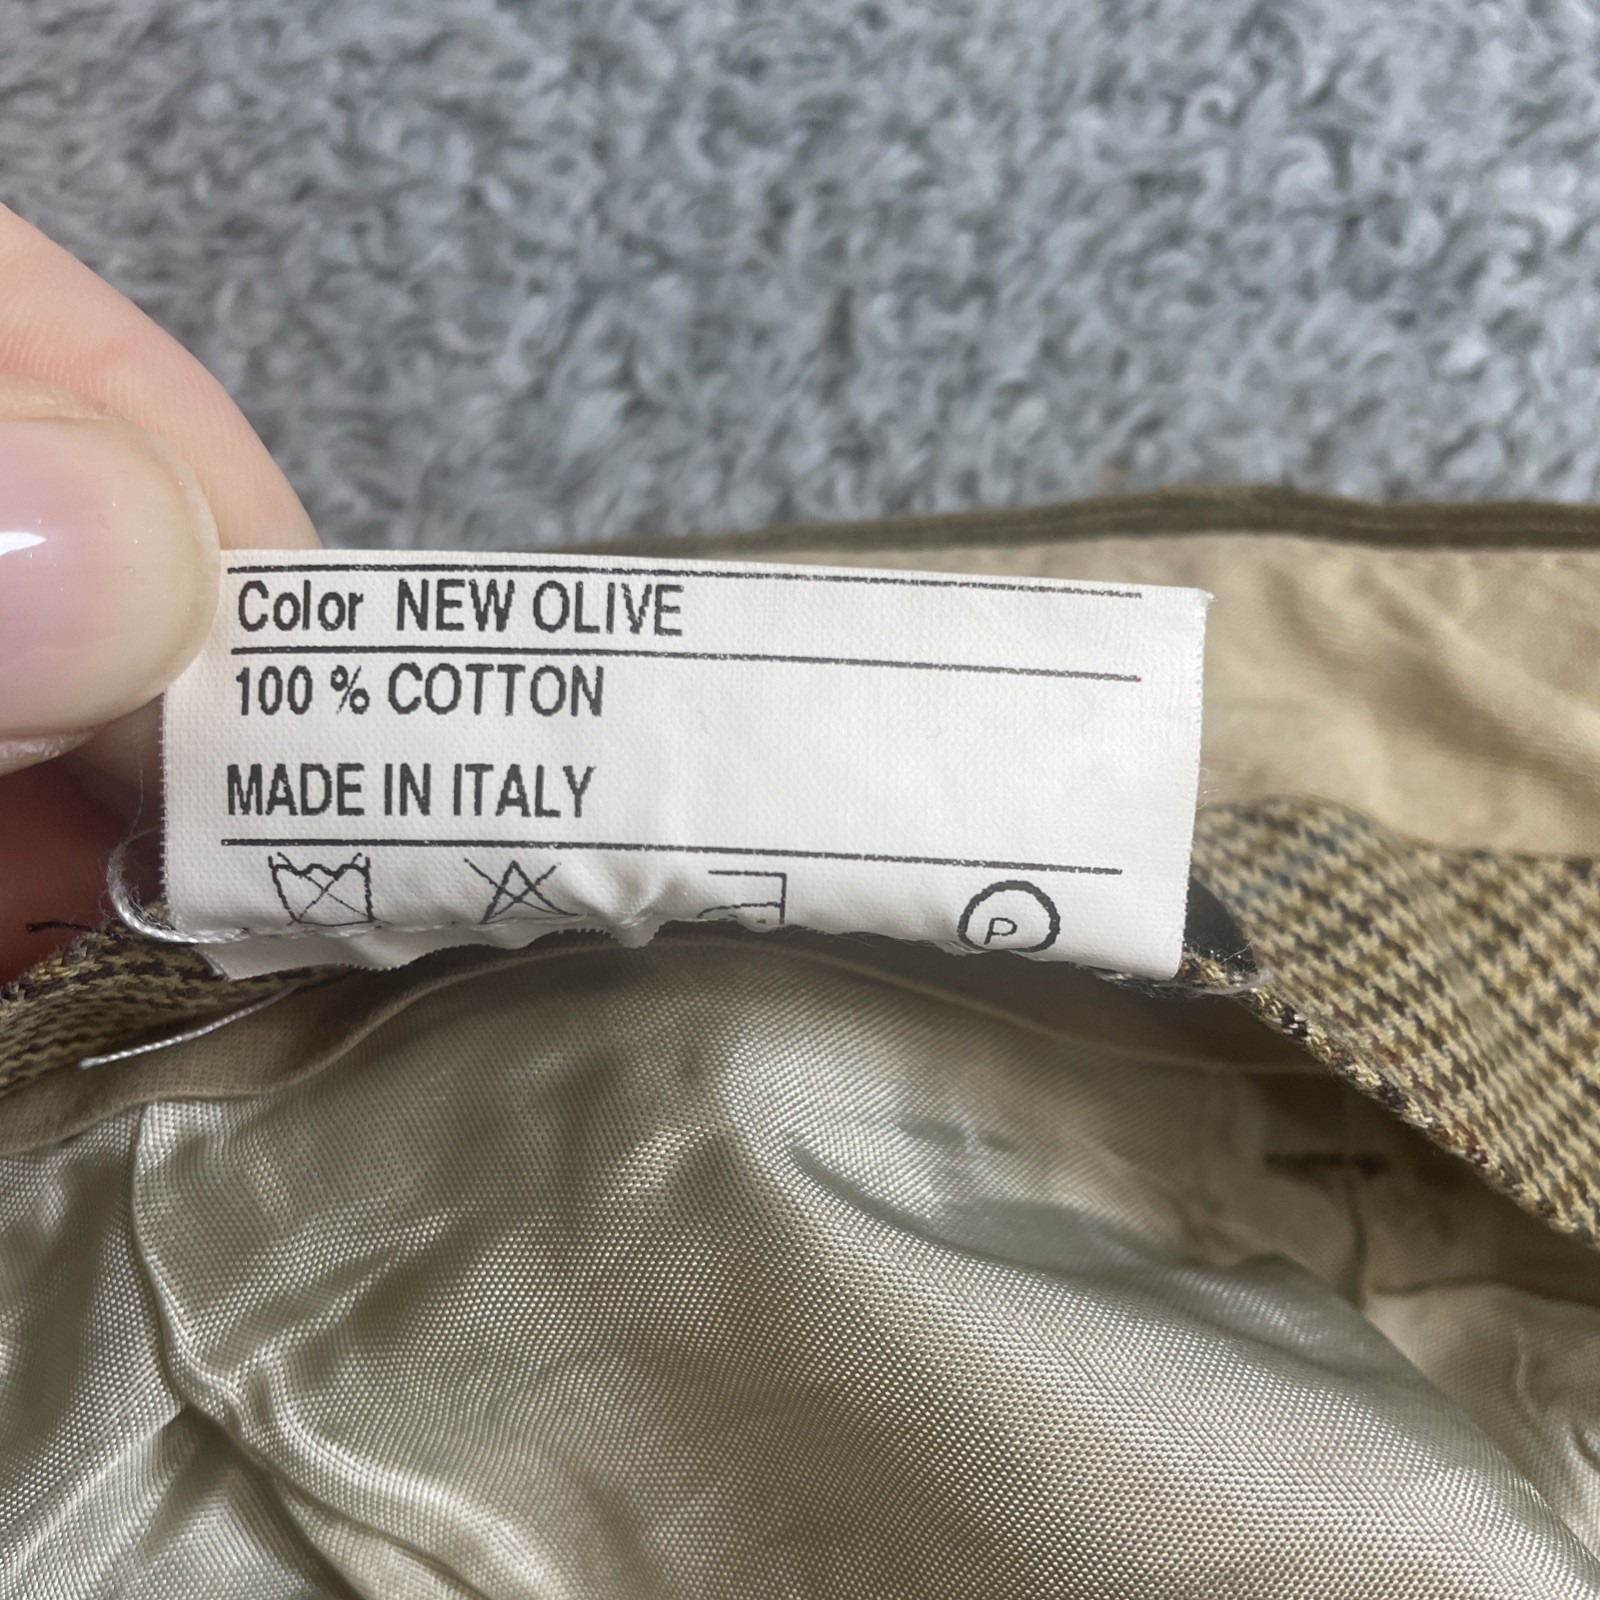 Color NEW OLIVE
100 % COTTON
MADE IN ITALY
P